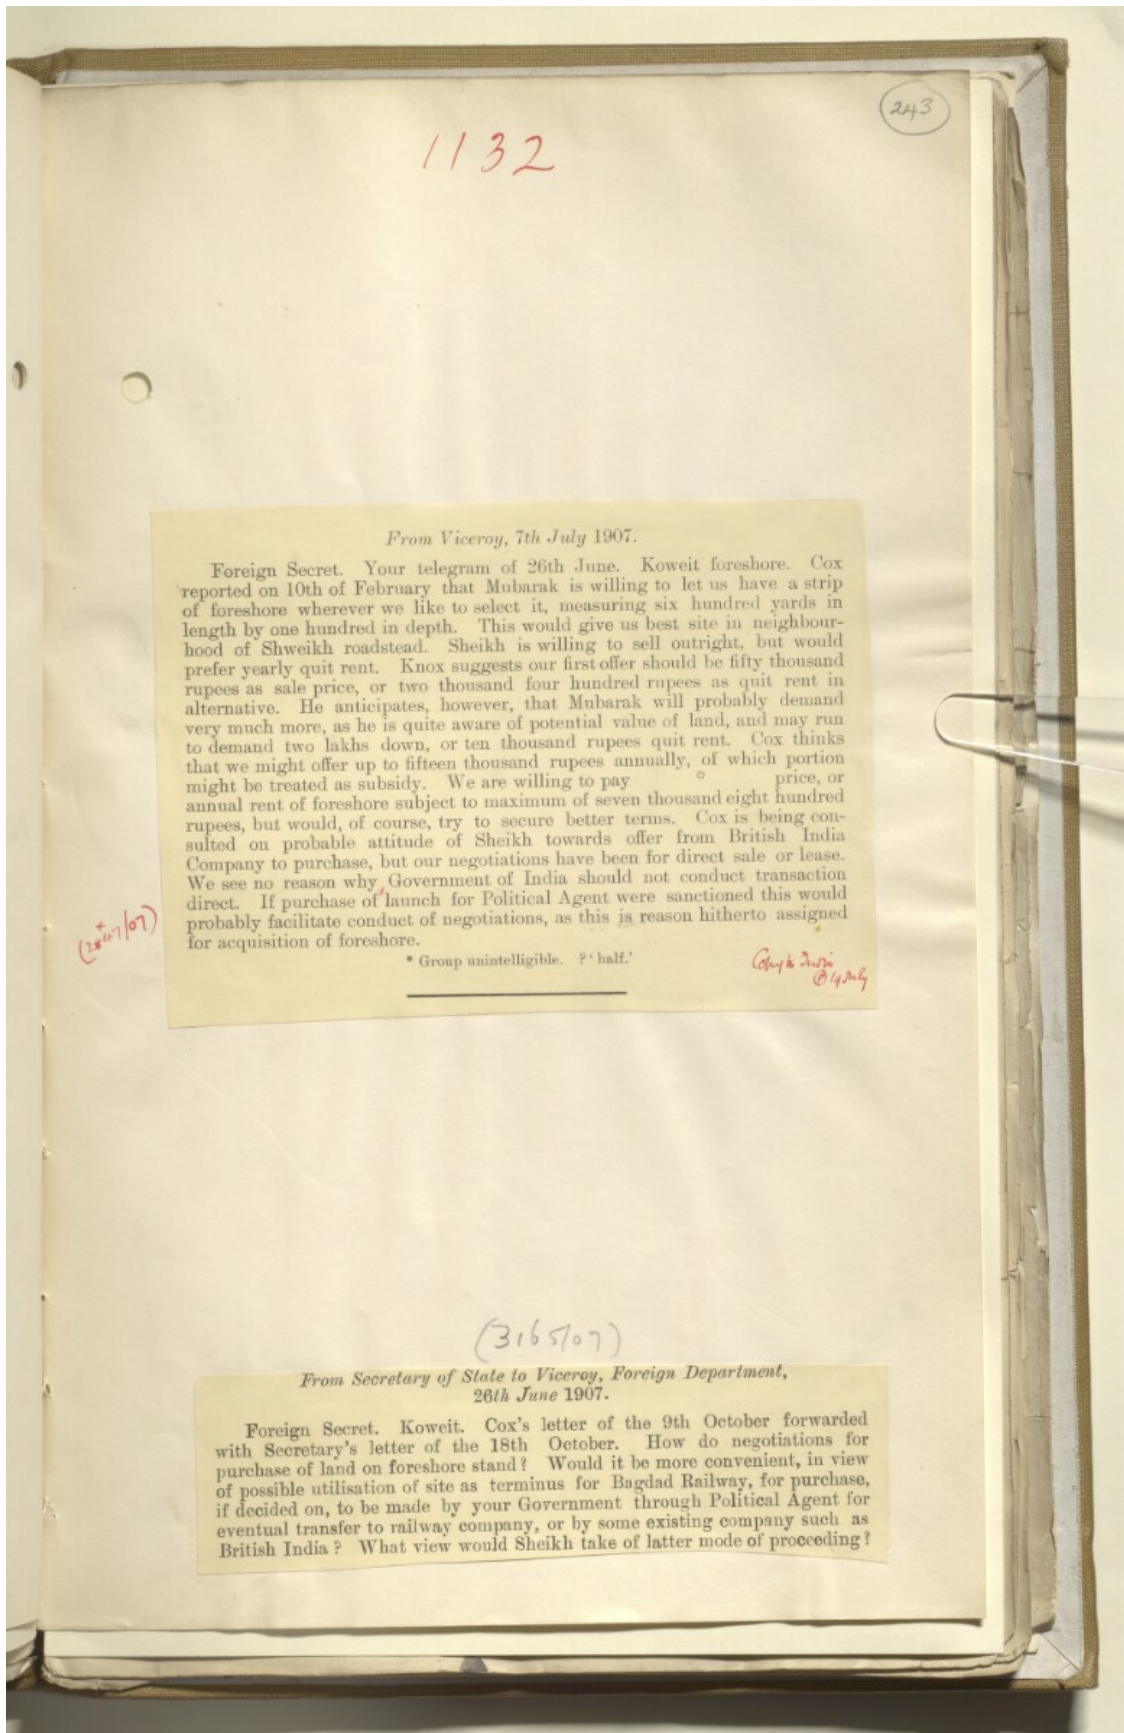 243
1132
From Viceroy, 7th July 1907.
Foreign Secret. Your telegram of 26th June. Koweit foreshore. Cox
reported on 10th of February that Mubarak is willing to let us have a strip
of foreshore wherever we like to select it, measuring six hundred yards in
length by one hundred in depth. This would give us best site in neighbour-
hood of Shweikh roadstead. Sheikh is willing to sell outright, but would
prefer yearly quit rent. Knox suggests our first offer should be fifty thousand
rupees as sale price, or two thousand four hundred rupees as quit rent in
alternative. He anticipates, however, that Mubarak will probably demand
very much more, as he is quite aware of potential value of land, and may run
to demand two lakhs down, or ten thousand rupees quit rent. Cox thinks
that we might offer up to fifteen thousand rupees annually, of which portion
might be treated as subsidy. We are willing to pay * price, or
annual rent of foreshore subject to maximum of seven thousand eight hundred
rupees, but would, of course, try to secure better terms. Cox is being con-
sulted on probable attitude of Sheikh towards offer from British India
Company to purchase, but our negotiations have been for direct sale or lease.
We see no reason why Government of India should not conduct transaction
direct. If purchase of launch for Political Agent were sanctioned this would
probably facilitate conduct of negotiations, as this is reason hitherto assigned
for acquisition of foreshore.
* Group unintelligible. ? 'half.'
Copy to India
19 July
(3165/07)
From Secretary of State to Viceroy, Foreign Department,
26th June 1907.
Foreign Secret. Koweit. Cox's letter of the 9th October forwarded
with Secretary's letter of the 18th October. How do negotiations for
purchase of land on foreshore stand? Would it be more convenient, in view
of possible utilisation of site as terminus for Bagdad Railway, for purchase,
if decided on, to be made by your Government through Political Agent for
eventual transfer to railway company, or by some existing company such as
British India? What view would Sheikh take of latter mode of proceeding?